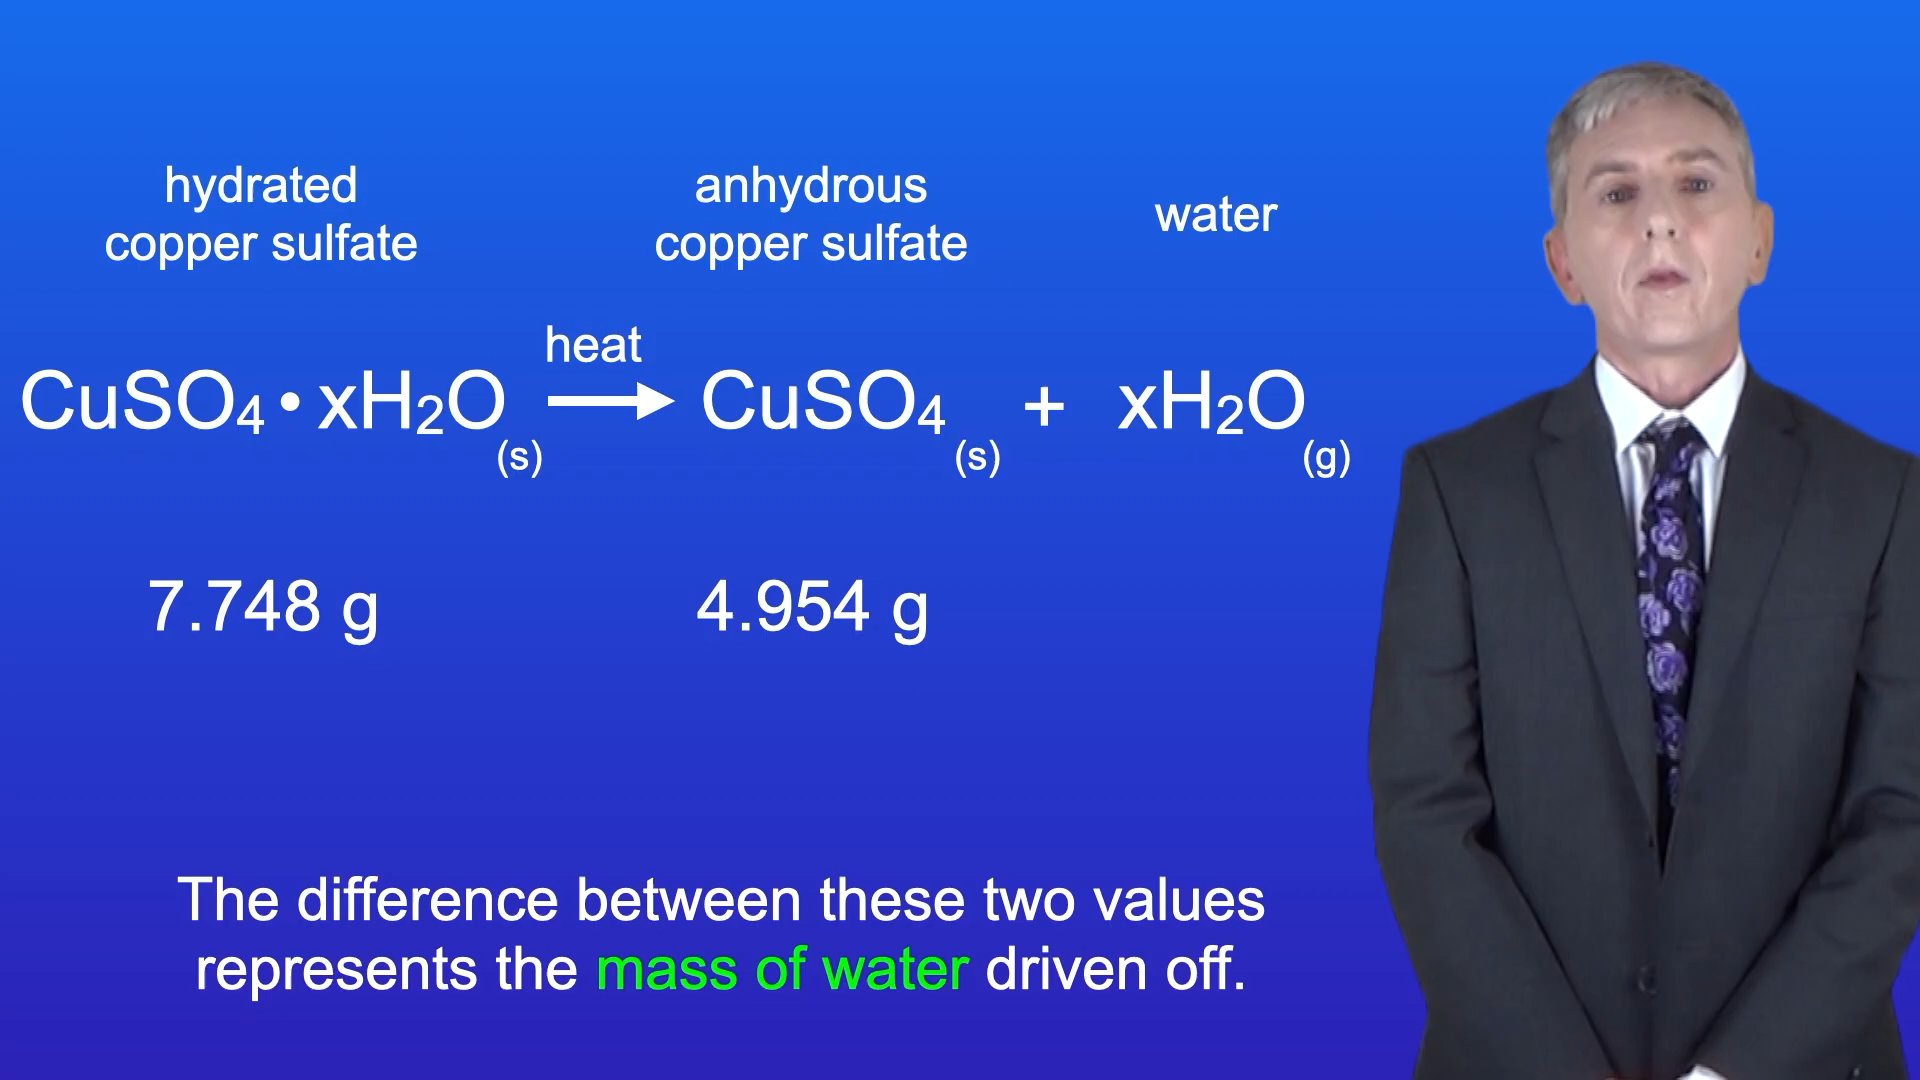 hydrated
copper sulfate
anhydrous
copper sulfate
water
heat
CuSO₄ • xH₂O (s) → CuSO₄ (s) + xH₂O (g)
7.748 g
4.954 g
The difference between these two values
represents the mass of water driven off.